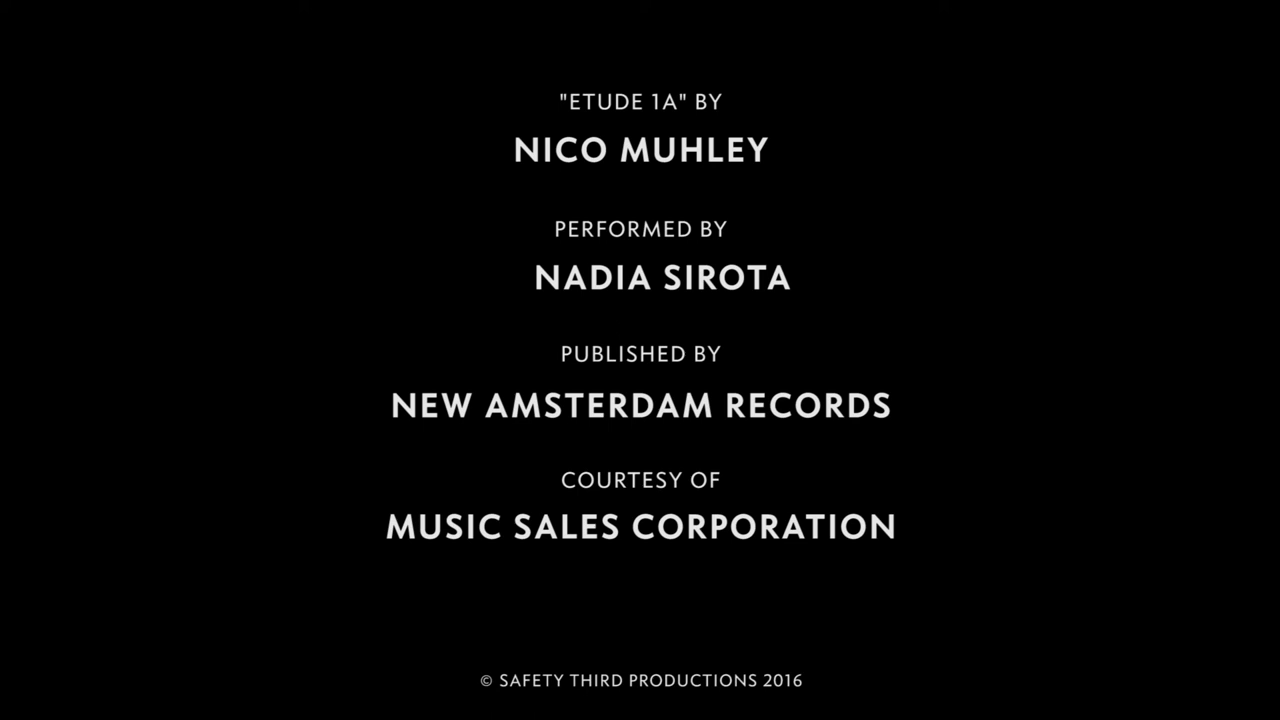 "ETUDE 1A" BY
NICO MUHLEY
PERFORMED BY
NADIA SIROTA
PUBLISHED BY
NEW AMSTERDAM RECORDS
COURTESY OF
MUSIC SALES CORPORATION
© SAFETY THIRD PRODUCTIONS 2016